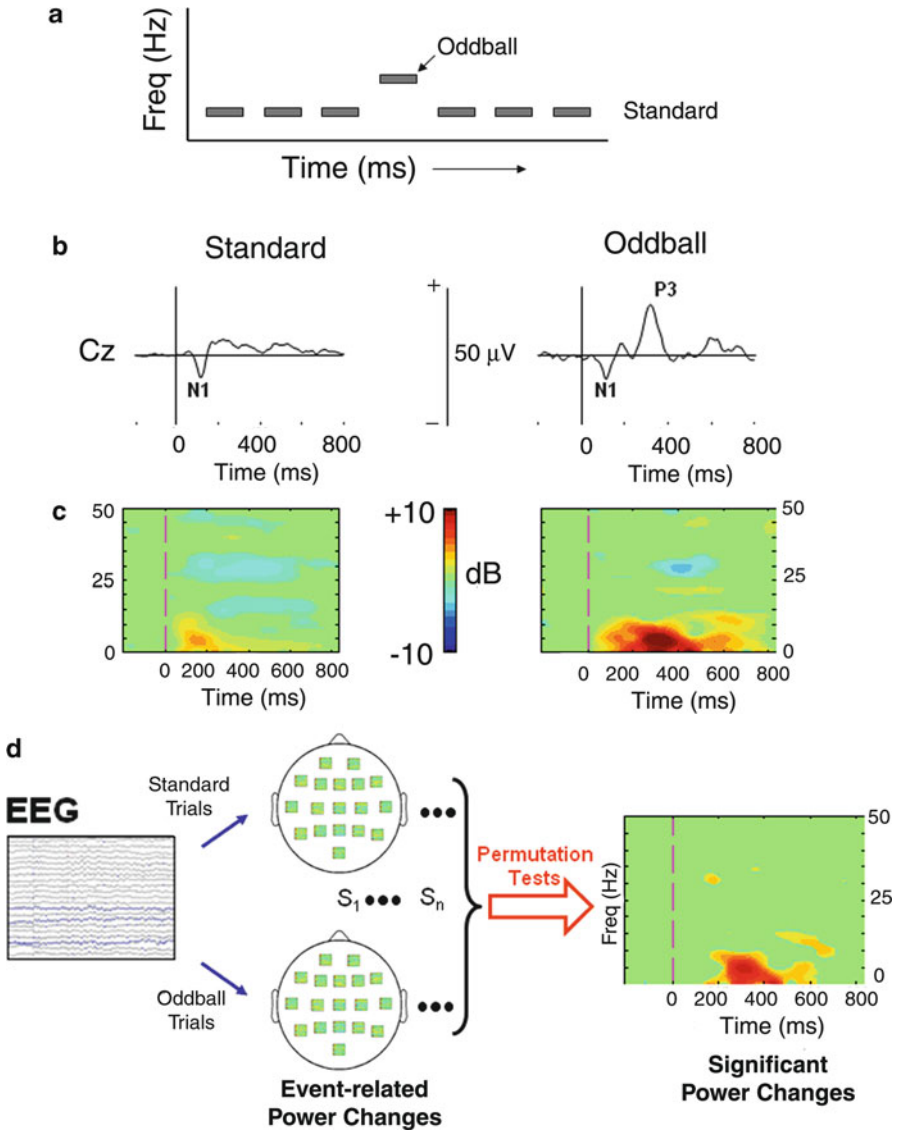 a
Freq (Hz)
Oddball
Standard
Time (ms)
b
Standard
Oddball
Cz
N1
+
50 µV
−
P3
N1
0 400 800
Time (ms)
0 400 800
Time (ms)
c
50
25
0
0 200 400 600 800
Time (ms)
+10
dB
-10
50
25
0
0 200 400 600 800
Time (ms)
d
EEG
Standard
Trials
Oddball
Trials
S1 ••• Sn
Event-related
Power Changes
Permutation
Tests
Freq (Hz)
50
25
0
0 200 400 600 800
Time (ms)
Significant
Power Changes